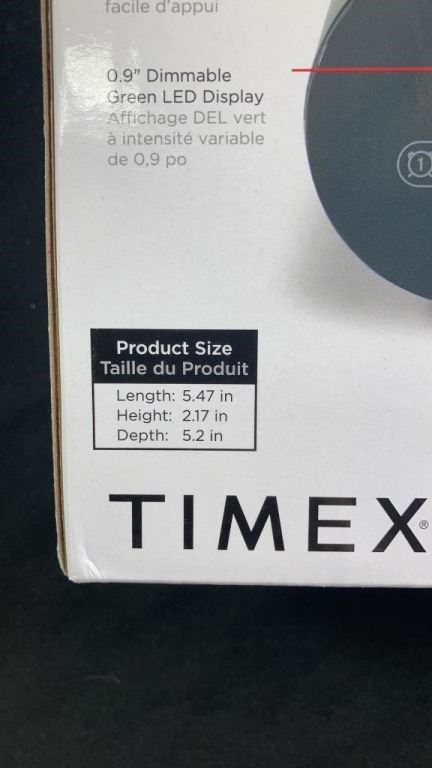 facile d'appui
0.9" Dimmable
Green LED Display
Affichage DEL vert
à intensité variable
de 0,9 po
1
Product Size
Taille du Produit
Length: 5.47 in
Height: 2.17 in
Depth: 5.2 in
TIMEX®